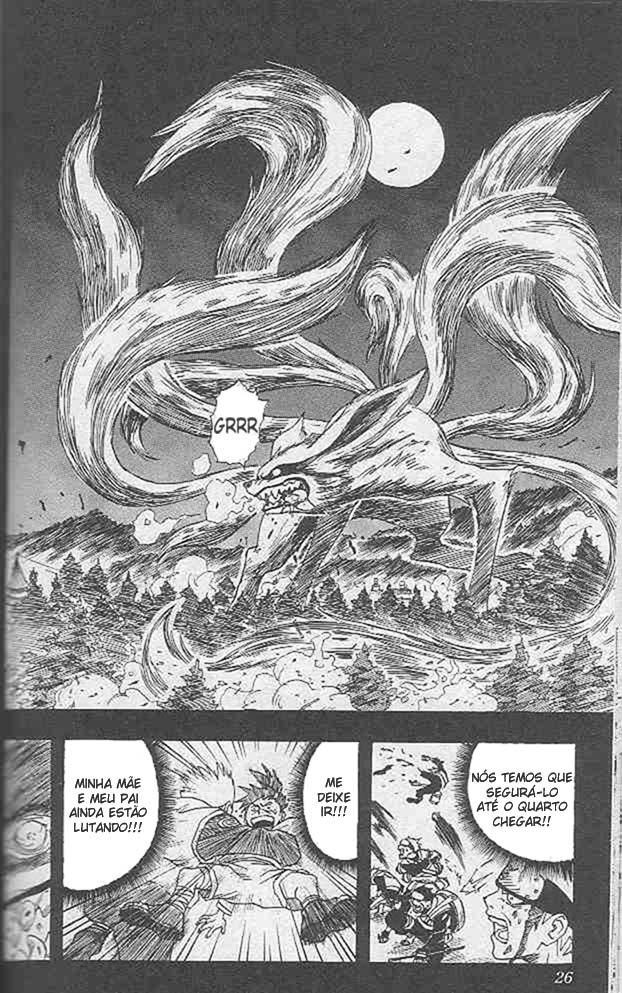 GRRR
NÓS TEMOS QUE
SEGURÁ-LO
ATÉ O QUARTO
CHEGAR!!
ME
DEIXE
IR!!!
MINHA MÃE
E MEU PAI
AINDA ESTÃO
LUTANDO!!!
26